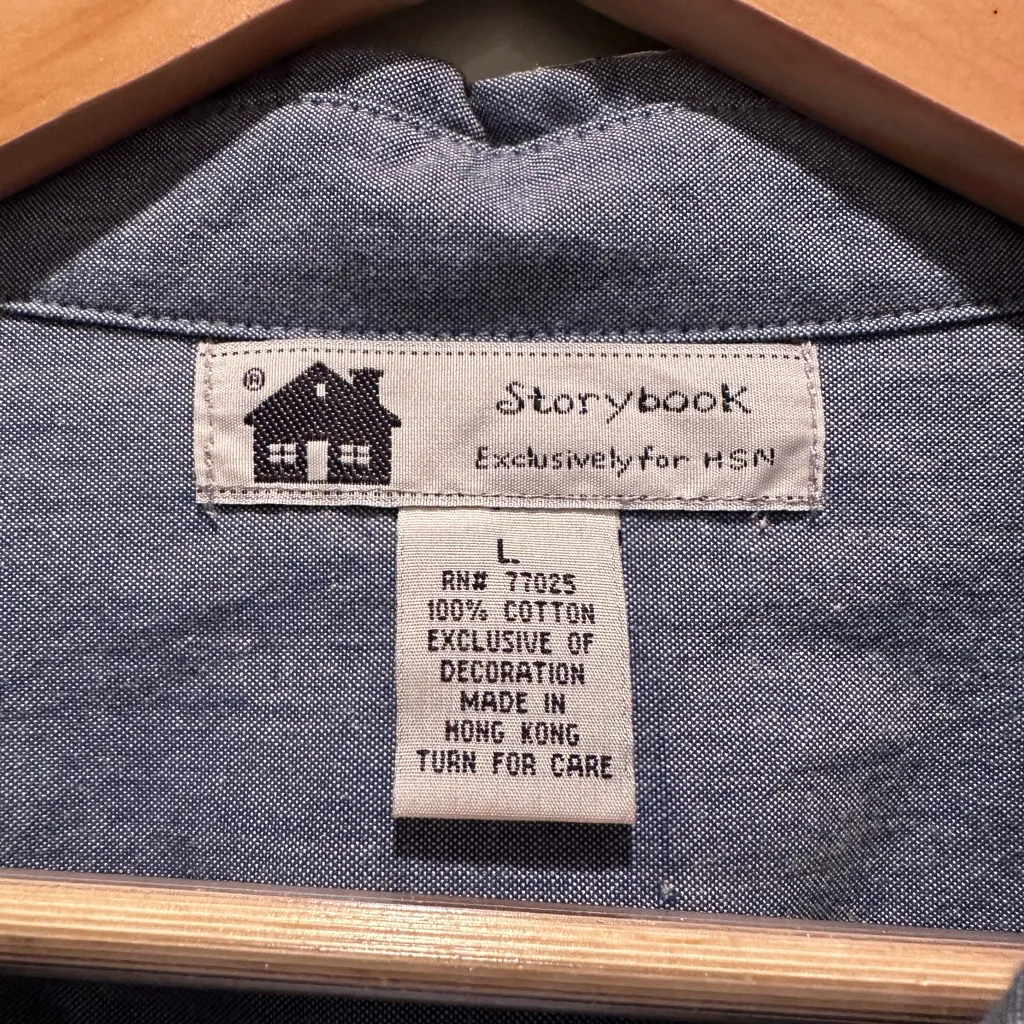 ®
Storybook
Exclusively for HSN
L
RN# 77025
100% COTTON
EXCLUSIVE OF
DECORATION
MADE IN
HONG KONG
TURN FOR CARE